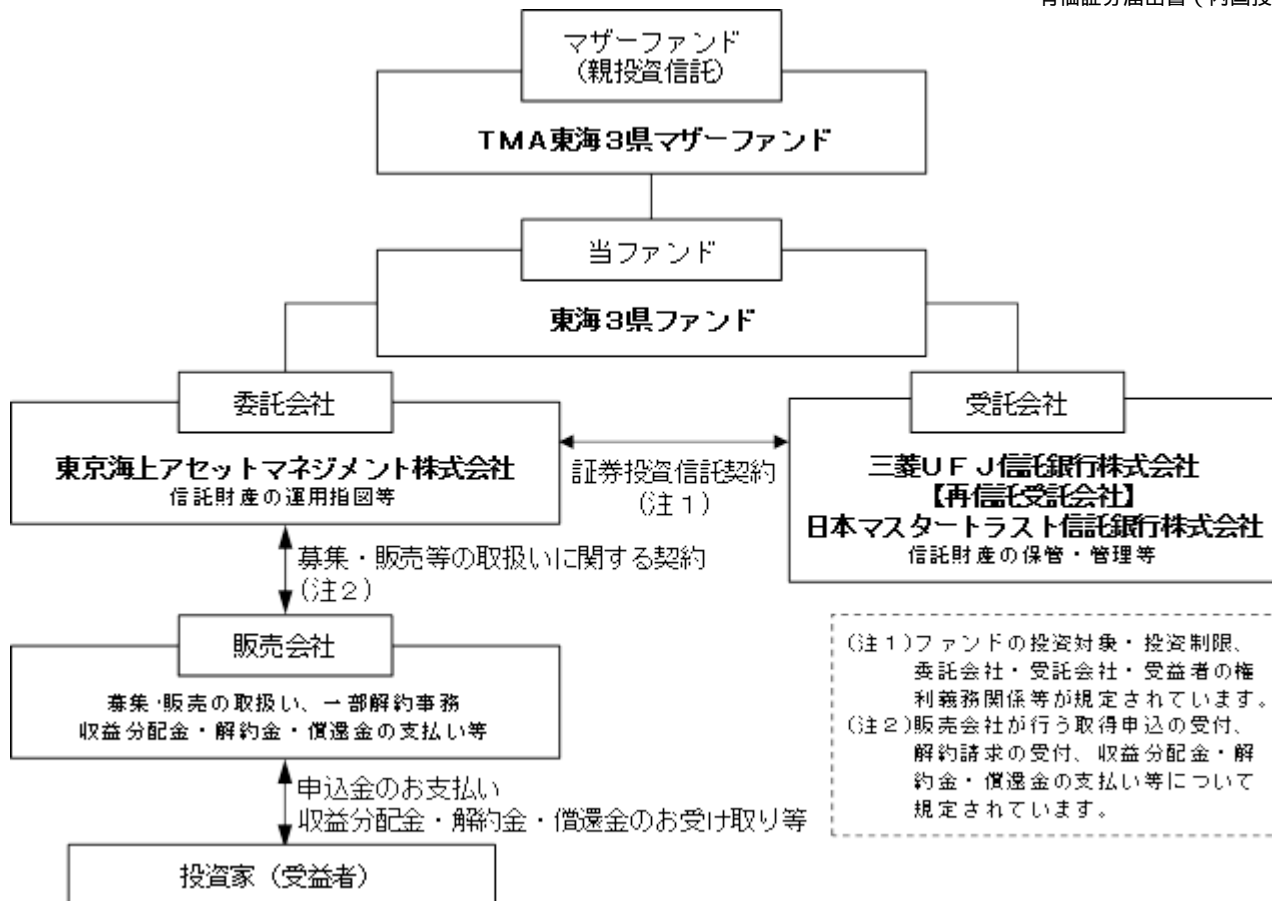 マザーファンド
(親投資信託)
TMA東海3県マザーファンド
当ファンド
東海3県ファンド
委託会社
東京海上アセットマネジメント株式会社
信託財産の運用指図等
証券投資信託契約
(注1)
受託会社
三菱UFJ信託銀行株式会社
【再信託受託会社】
日本マスタートラスト信託銀行株式会社
信託財産の保管・管理等
募集・販売等の取扱いに関する契約
(注2)
販売会社
募集・販売の取扱い、一部解約事務
収益分配金・解約金・償還金の支払い等
(注1)ファンドの投資対象・投資制限、
委託会社・受託会社・受益者の権
利義務関係等が規定されています。
(注2)販売会社が行う取得申込の受付、
解約請求の受付、収益分配金・解
約金・償還金の支払い等について
規定されています。
申込金のお支払い
収益分配金・解約金・償還金のお受け取り等
投資家(受益者)